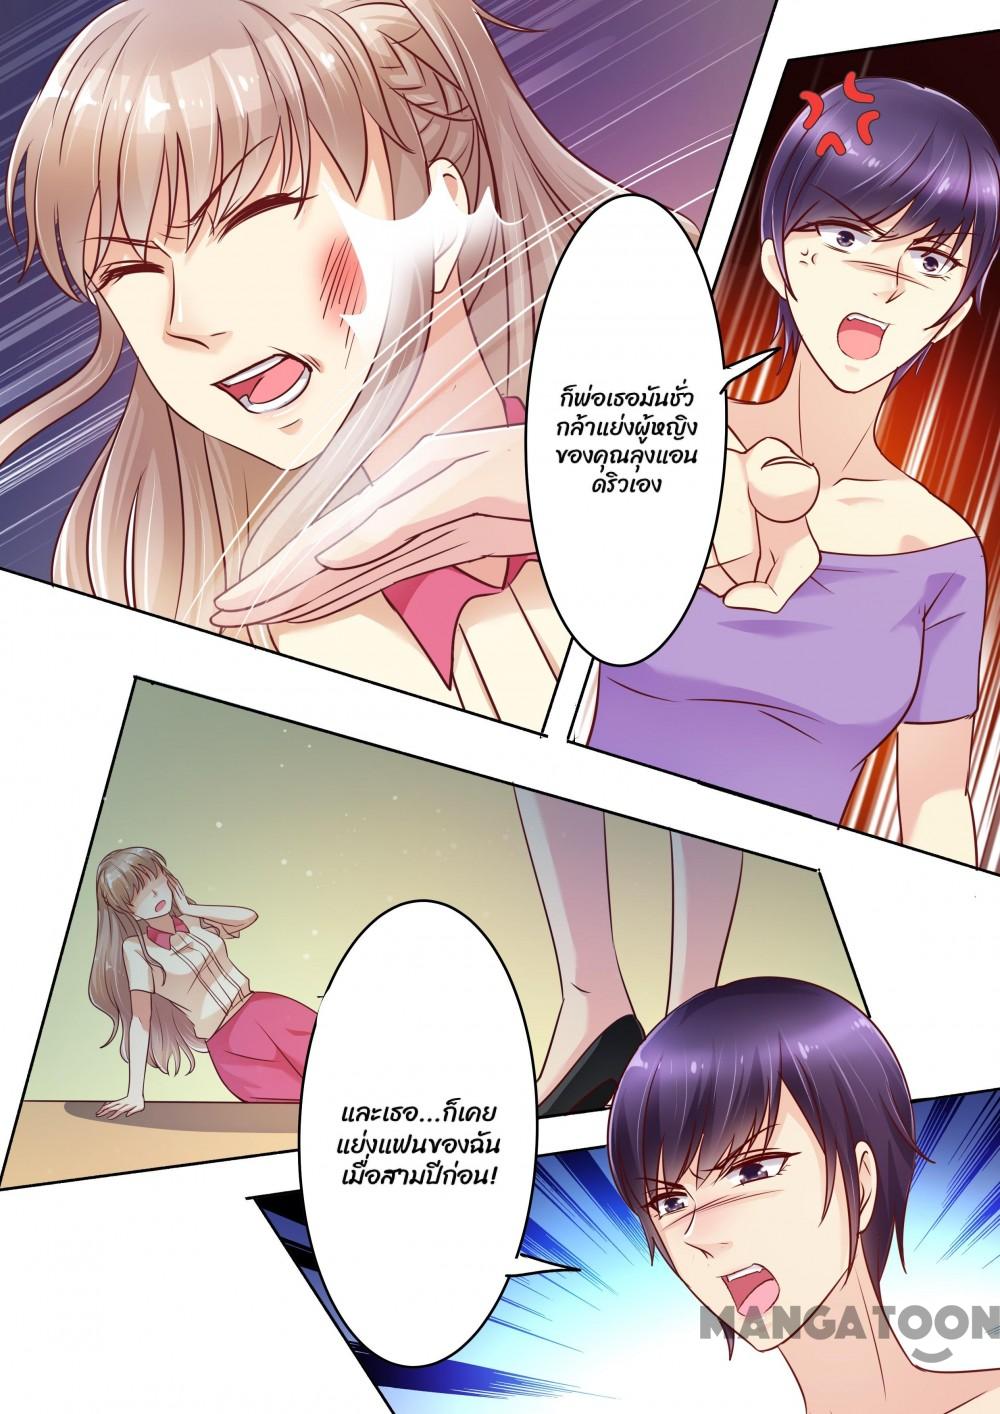 ก็พ่อเธอมันชั่ว
กล้าแย่งผู้หญิง
ของคุณลุงแอน
ดริวเอง
และเธอ...ก็เคย
แย่งแฟนของฉัน
เมื่อสามปีก่อน!
MANGATOON